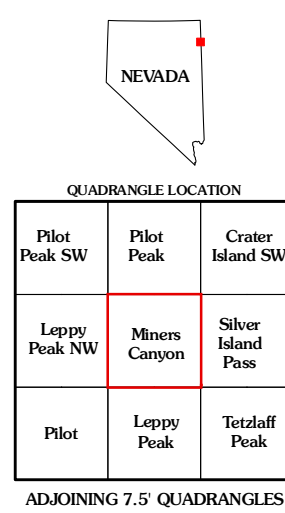 NEVADA
QUADRANGLE LOCATION
Pilot
Peak SW
Pilot
Peak
Crater
Island SW
Leppy
Peak NW
Miners
Canyon
Silver
Island
Pass
Pilot
Leppy
Peak
Tetzlaff
Peak
ADJOINING 7.5' QUADRANGLES